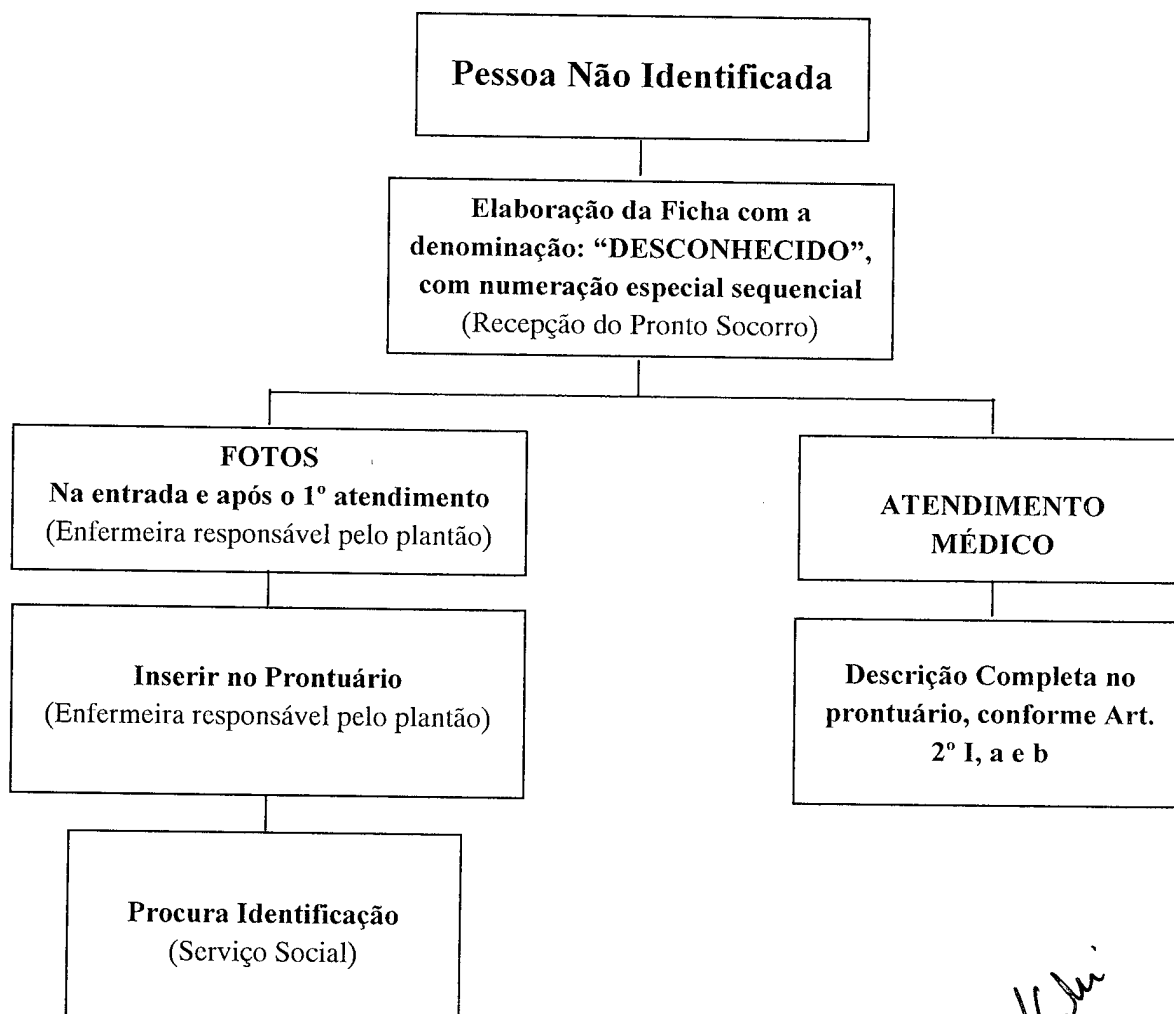 Pessoa Não Identificada
Elaboração da Ficha com a
denominação: “DESCONHECIDO”,
com numeração especial sequencial
(Recepção do Pronto Socorro)
FOTOS
Na entrada e após o 1º atendimento
(Enfermeira responsável pelo plantão)
Inserir no Prontuário
(Enfermeira responsável pelo plantão)
Procura Identificação
(Serviço Social)
ATENDIMENTO
MÉDICO
Descrição Completa no
prontuário, conforme Art.
2º I, a e b